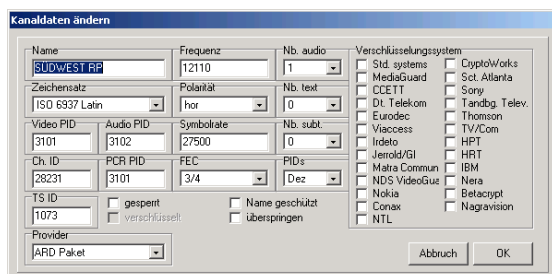 Kanaldaten ändern
Name
SÜDWEST RP
Frequenz
12110
Nb. audio
1
Zeichensatz
ISO 6937 Latin
Polarität
hor
Nb. text
0
Video PID
3101
Audio PID
3102
Symbolrate
27500
Nb. subt.
0
Ch. ID
28231
PCR PID
3101
FEC
3/4
PIDs
Dez
TS ID
1073
gesperrt
verschlüsselt
Name geschützt
überspringen
Provider
ARD Paket
Verschlüsselungssystem
Std. systems
MediaGuard
CCETT
Dt. Telekom
Eurodec
Viaccess
Irdeto
Jerrold/GI
Matra Commun
NDS VideoGua
Nokia
Conax
NTL
CryptoWorks
Sct. Atlanta
Sony
Tandbg. Telev.
Thomson
TV/Com
HPT
HRT
IBM
Nera
Betacrypt
Nagravision
Abbruch
OK